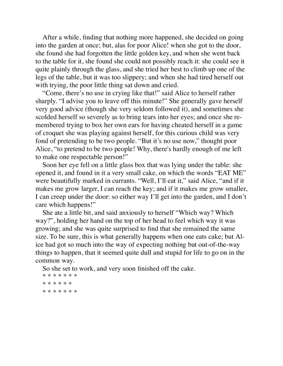 After a while, finding that nothing more happened, she decided on going
into the garden at once; but, alas for poor Alice! when she got to the door,
she found she had forgotten the little golden key, and when she went back
to the table for it, she found she could not possibly reach it: she could see it
quite plainly through the glass, and she tried her best to climb up one of the
legs of the table, but it was too slippery; and when she had tired herself out
with trying, the poor little thing sat down and cried.
“Come, there's no use in crying like that!” said Alice to herself rather
sharply. “I advise you to leave off this minute!” She generally gave herself
very good advice (though she very seldom followed it), and sometimes she
scolded herself so severely as to bring tears into her eyes; and once she re-
membered trying to box her own ears for having cheated herself in a game
of croquet she was playing against herself, for this curious child was very
fond of pretending to be two people. “But it's no use now,” thought poor
Alice, “to pretend to be two people! Why, there's hardly enough of me left
to make one respectable person!”
Soon her eye fell on a little glass box that was lying under the table: she
opened it, and found in it a very small cake, on which the words “EAT ME”
were beautifully marked in currants. “Well, I'll eat it,” said Alice, “and if it
makes me grow larger, I can reach the key; and if it makes me grow smaller,
I can creep under the door: so either way I'll get into the garden, and I don't
care which happens!”
She ate a little bit, and said anxiously to herself “Which way? Which
way?”, holding her hand on the top of her head to feel which way it was
growing; and she was quite surprised to find that she remained the same
size. To be sure, this is what generally happens when one eats cake; but Al-
ice had got so much into the way of expecting nothing but out-of-the-way
things to happen, that it seemed quite dull and stupid for life to go on in the
common way.
So she set to work, and very soon finished off the cake.
* * * * * * *
* * * * * *
* * * * * * *